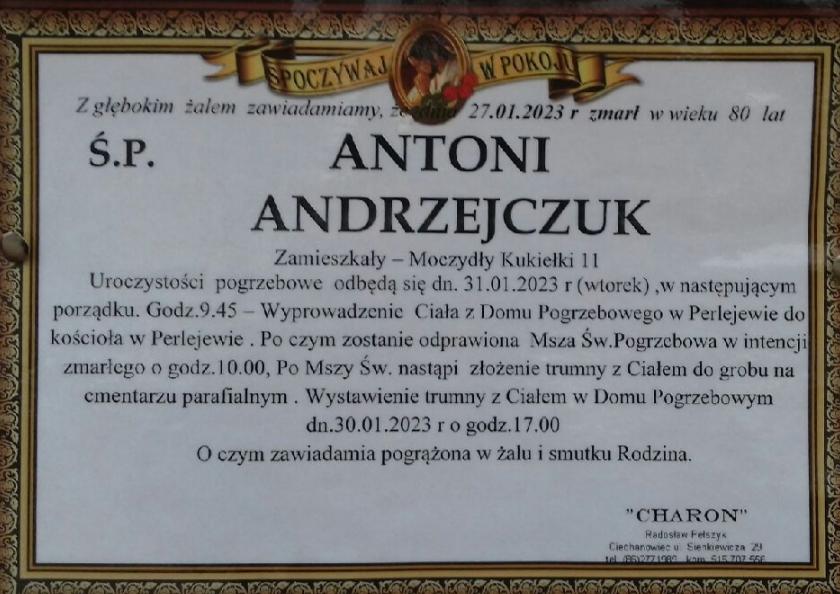 SPOCZYWAJ W POKOJU
Z głębokim żalem zawiadamiamy, że dnia 27.01.2023 r zmarł w wieku 80 lat
Ś.P. ANTONI
ANDRZEJCZUK
Zamieszkały – Moczydły Kukiełki 11
Uroczystości pogrzebowe odbędą się dn. 31.01.2023 r (wtorek) ,w następującym
porządku. Godz.9.45 – Wyprowadzenie Ciała z Domu Pogrzebowego w Perlejewie do
kościoła w Perlejewie . Po czym zostanie odprawiona Msza Św.Pogrzebowa w intencji
zmarłego o godz.10.00, Po Mszy Św. nastąpi złożenie trumny z Ciałem do grobu na
cmentarzu parafialnym . Wystawienie trumny z Ciałem w Domu Pogrzebowym
dn.30.01.2023 r o godz.17.00
O czym zawiadamia pogrążona w żalu i smutku Rodzina.
"CHARON"
Radosław Felszyk
Ciechanowiec ul. Sienkiewicza 29
tel. kom.